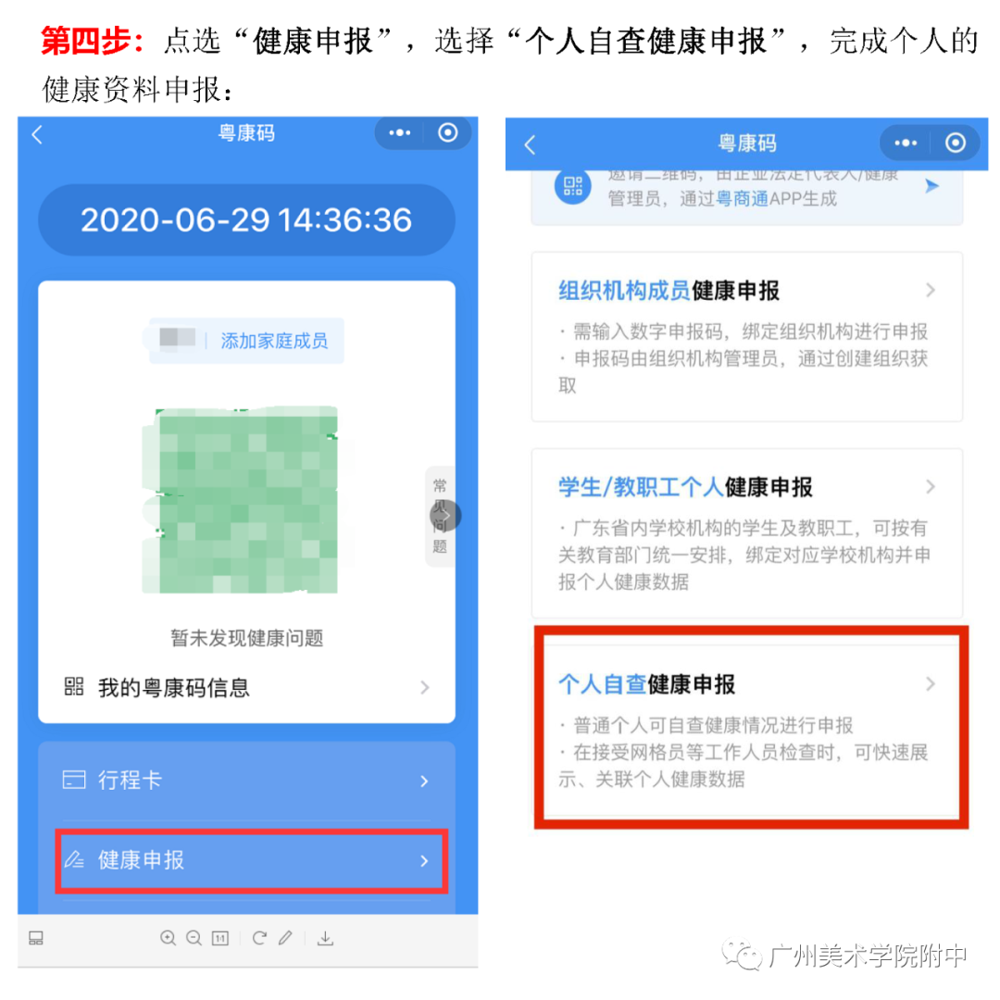 第四步：点选“健康申报”，选择“个人自查健康申报”，完成个人的
健康资料申报：
粤康码
2020-06-29 14:36:36
添加家庭成员
常见问题
暂未发现健康问题
我的粤康码信息
行程卡
健康申报
1:1
粤康码
邀请二维码，由企业法定代表人/健康
管理员，通过粤商通APP生成
组织机构成员健康申报
· 需输入数字申报码，绑定组织机构进行申报
· 申报码由组织机构管理员，通过创建组织获
取
学生/教职工个人健康申报
· 广东省内学校机构的学生及教职工，可按有
关教育部门统一安排，绑定对应学校机构并申
报个人健康数据
个人自查健康申报
· 普通个人可自查健康情况进行申报
· 在接受网格员等工作人员检查时，可快速展
示、关联个人健康数据
广州美术学院附中